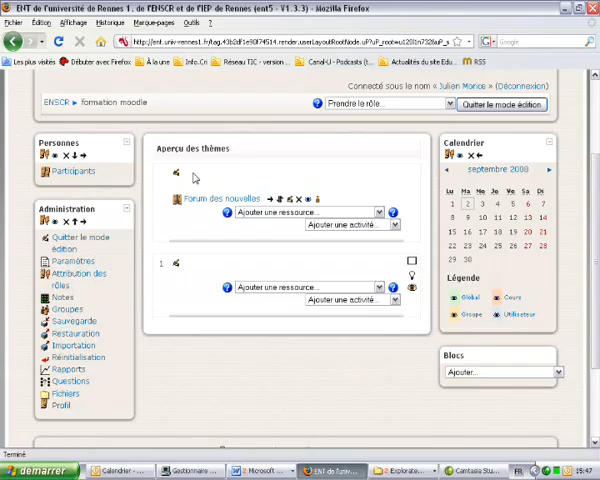 ENT de l'université de Rennes 1, de l'ENSCR et de l'IEP de Rennes (ent5 - V1.3.3) - Mozilla Firefox
Fichier Édition Affichage Historique Marque-pages Outils ?
Google
Les plus visités Débuter avec Firefox À la une Info.Cri Réseau TIC - version ... Canal-U - Podcasts (t... Actualités du site Edu... RSS
Connecté sous le nom « Julien Morice » (Déconnexion)
ENSCR ► formation moodle
Prendre le rôle...
Quitter le mode édition
Personnes
Participants
Administration
Quitter le mode
édition
Paramètres
Attribution des
rôles
Notes
Groupes
Sauvegarde
Restauration
Importation
Réinitialisation
Rapports
Questions
Fichiers
Profil
Aperçu des thèmes
Forum des nouvelles
Ajouter une ressource...
Ajouter une activité...
1
Ajouter une ressource...
Ajouter une activité...
Calendrier
septembre 2008
Lu Ma Me Je Ven Sa Di
1 2 3 4 5 6 7
8 9 10 11 12 13 14
15 16 17 18 19 20 21
22 23 24 25 26 27 28
29 30
Légende
Global Cours
Groupe Utilisateur
Blocs
Ajouter...
Terminé
démarrer
Calendrier - ...
Gestionnaire ...
2 Microsoft ...
ENT de l'univ...
2 Explorate...
Camtasia Stu...
FR
15:47